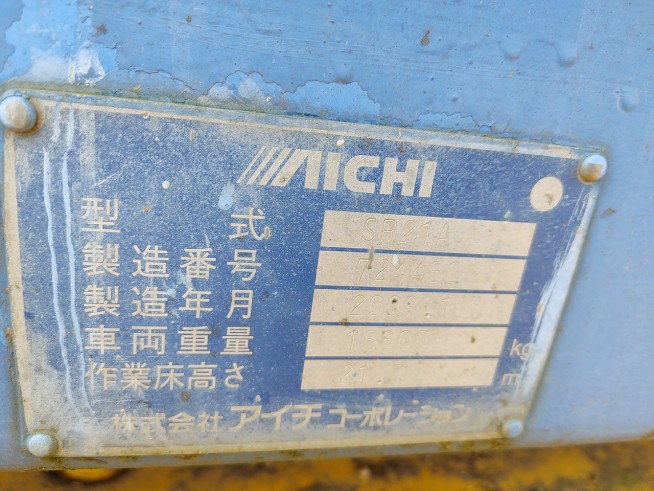 AICHI
型式 SP21A
製造番号
製造年月
車両重量 kg
作業床高さ m
株式会社 アイチコーポレーション